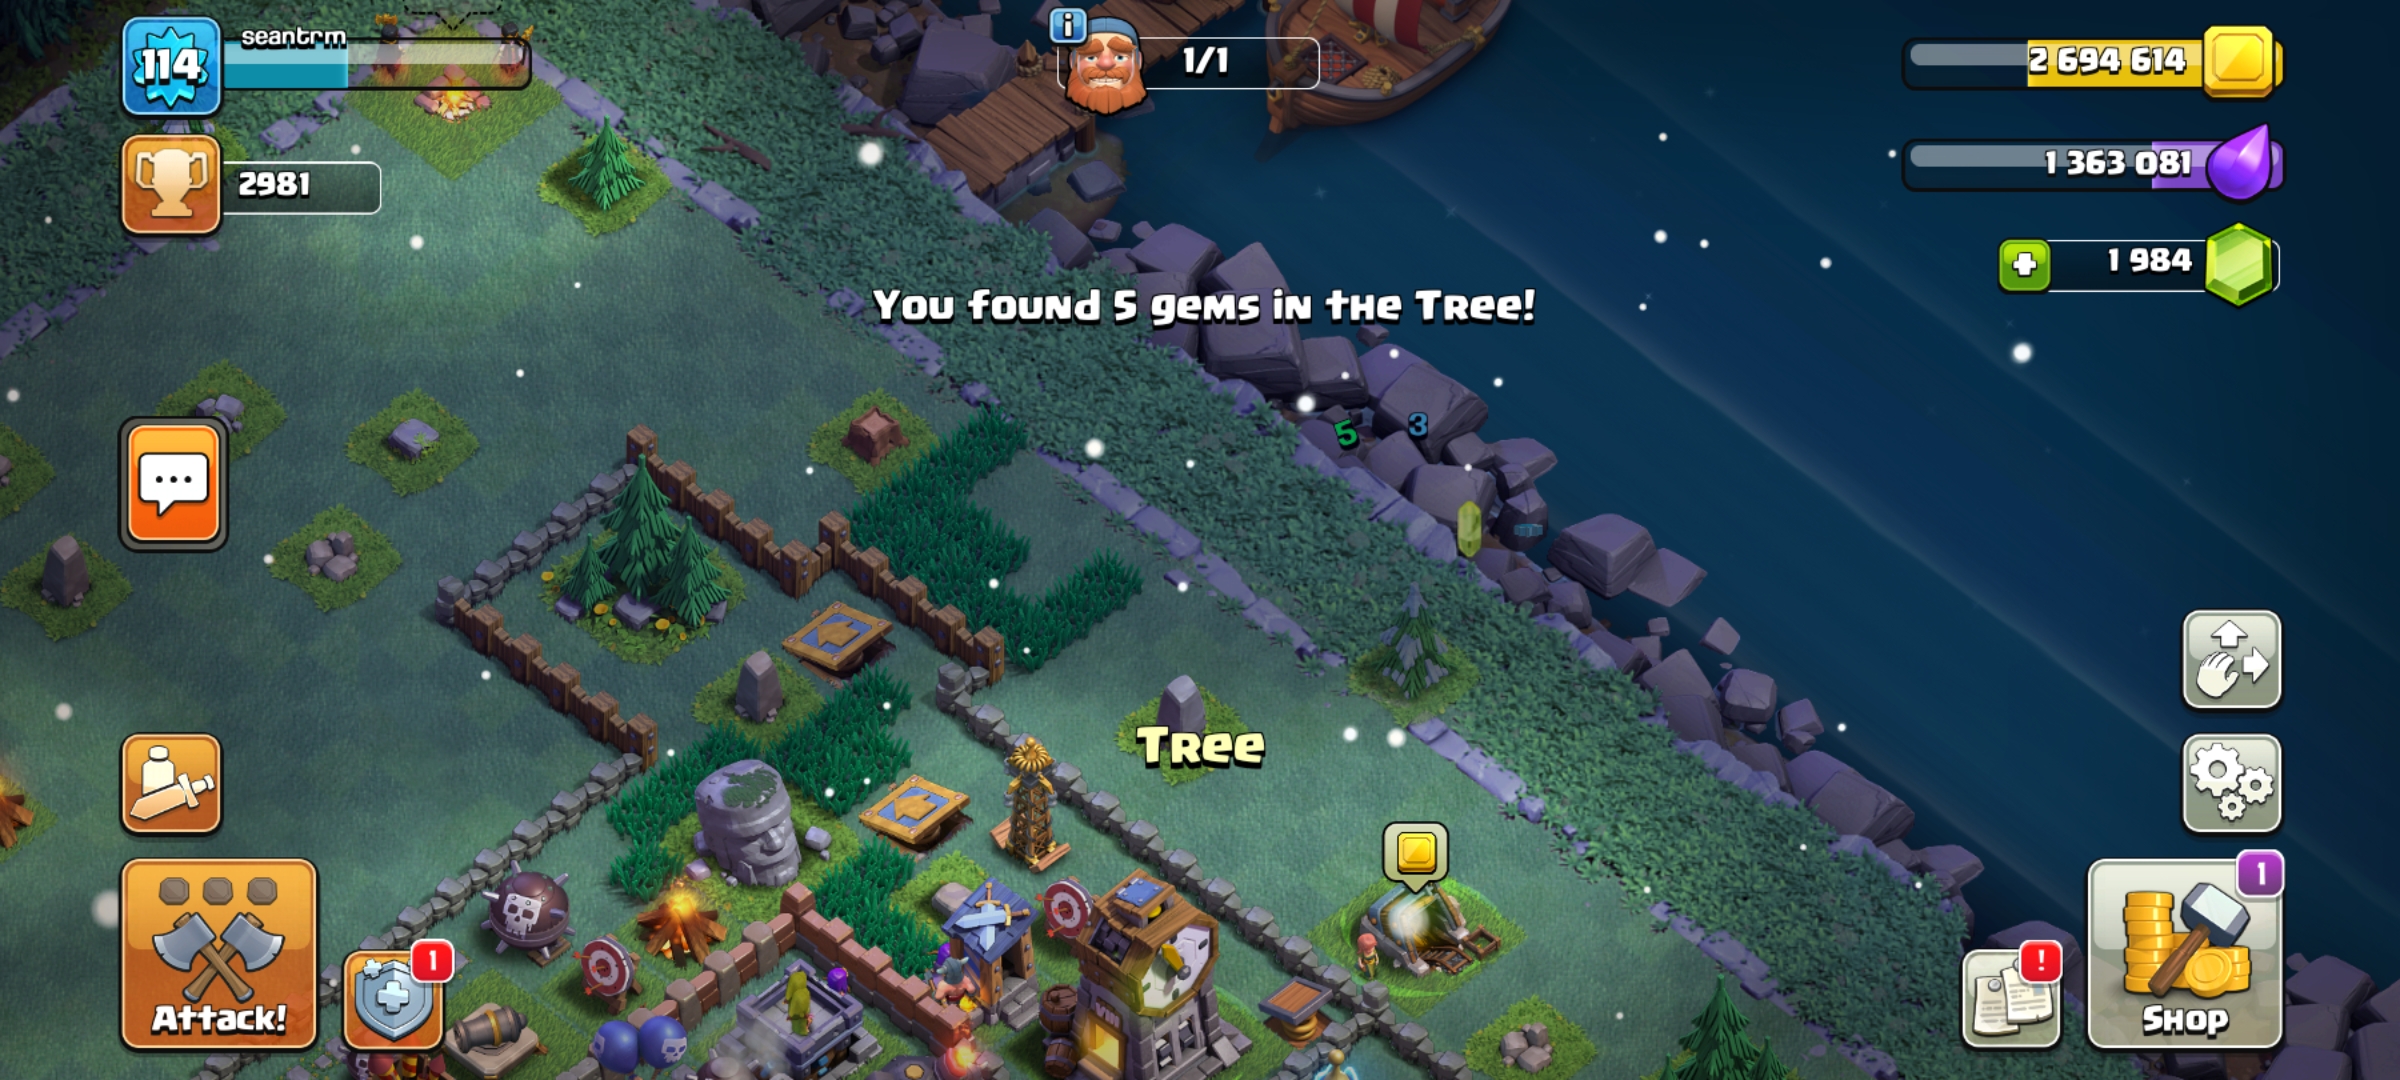 114
seantrm
1/1
2 694 614
2981
1 363 081
1 984
You found 5 gems in the Tree!
5
3
Tree
1
1
!
Attack!
Shop